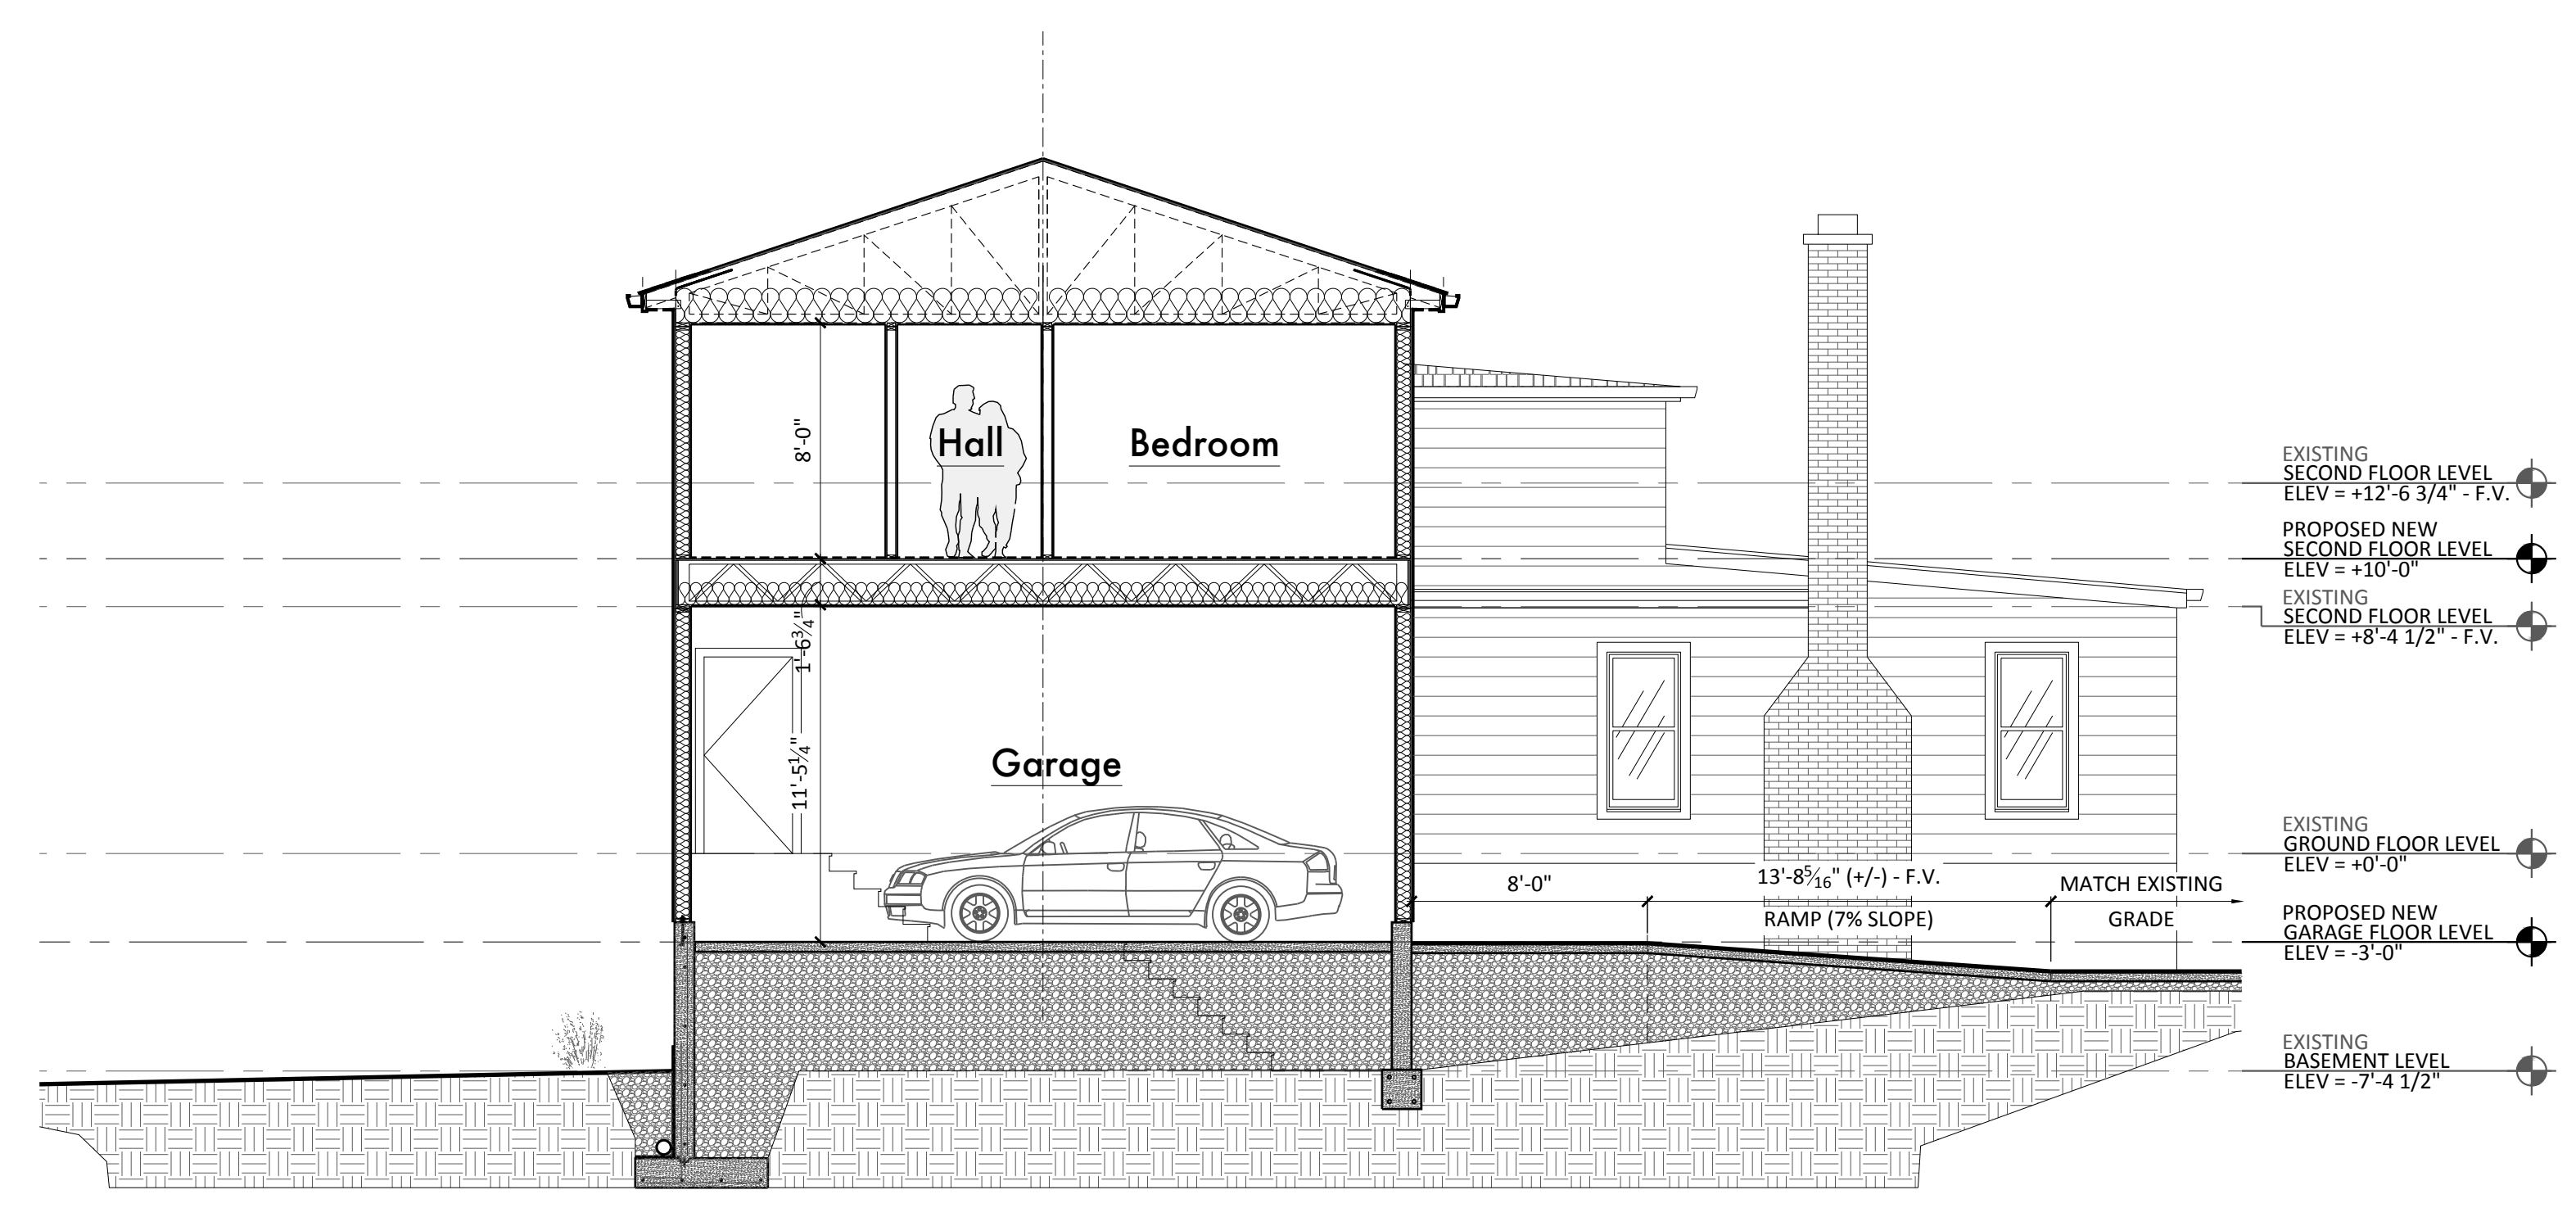 8'-0"
Hall
Bedroom
1'-6¾"
11'-5¼"
Garage
EXISTING
SECOND FLOOR LEVEL
ELEV = +12'-6 3/4" - F.V.
PROPOSED NEW
SECOND FLOOR LEVEL
ELEV = +10'-0"
EXISTING
SECOND FLOOR LEVEL
ELEV = +8'-4 1/2" - F.V.
EXISTING
GROUND FLOOR LEVEL
ELEV = +0'-0"
8'-0"
13'-8⁵⁄₁₆" (+/-) - F.V.
RAMP (7% SLOPE)
MATCH EXISTING
GRADE
PROPOSED NEW
GARAGE FLOOR LEVEL
ELEV = -3'-0"
EXISTING
BASEMENT LEVEL
ELEV = -7'-4 1/2"